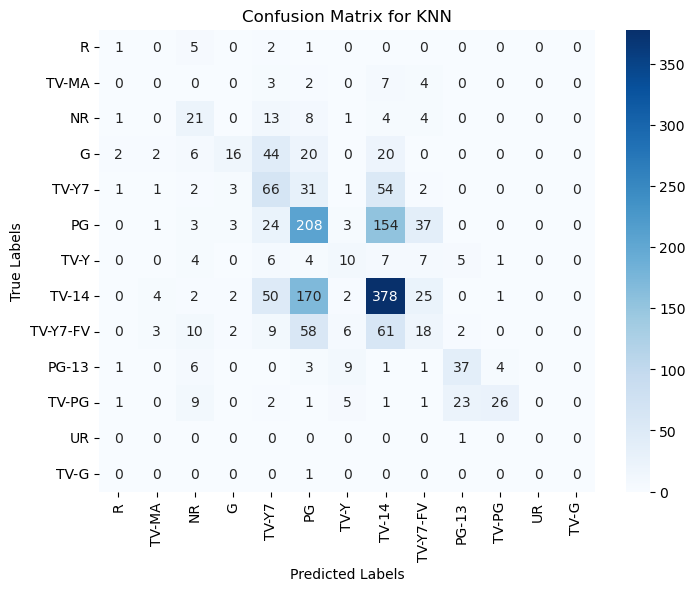 Confusion Matrix for KNN
R 1 0 5 0 2 1 0 0 0 0 0 0 0
TV-MA 0 0 0 0 3 2 0 7 4 0 0 0 0
NR 1 0 21 0 13 8 1 4 4 0 0 0 0
G 2 2 6 16 44 20 0 20 0 0 0 0 0
TV-Y7 1 1 2 3 66 31 1 54 2 0 0 0 0
PG 0 1 3 3 24 208 3 154 37 0 0 0 0
TV-Y 0 0 4 0 6 4 10 7 7 5 1 0 0
TV-14 0 4 2 2 50 170 2 378 25 0 1 0 0
TV-Y7-FV 0 3 10 2 9 58 6 61 18 2 0 0 0
PG-13 1 0 6 0 0 3 9 1 1 37 4 0 0
TV-PG 1 0 9 0 2 1 5 1 1 23 26 0 0
UR 0 0 0 0 0 0 0 0 0 1 0 0 0
TV-G 0 0 0 0 0 1 0 0 0 0 0 0 0
R TV-MA NR G TV-Y7 PG TV-Y TV-14 TV-Y7-FV PG-13 TV-PG UR TV-G
Predicted Labels
True Labels
350
300
250
200
150
100
50
0